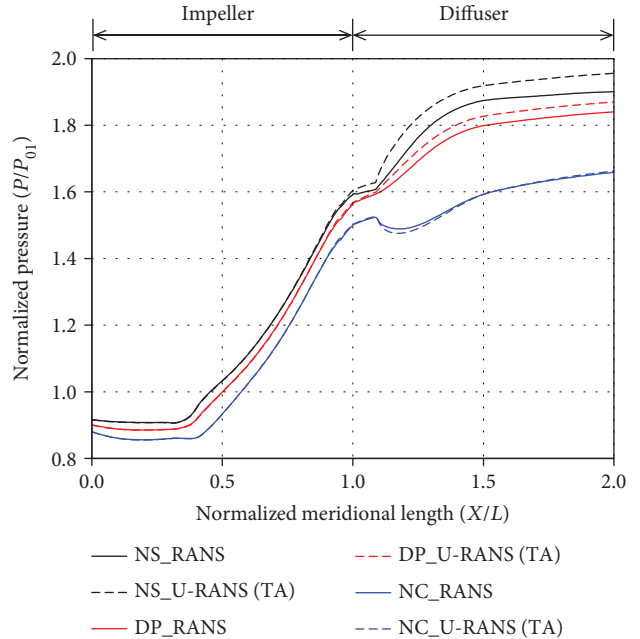 Impeller Diffuser
2.0
1.8
1.6
1.4
1.2
1.0
0.8
Normalized pressure (P/P01)
0.0 0.5 1.0 1.5 2.0
Normalized meridional length (X/L)
NS_RANS DP_U-RANS (TA)
NS_U-RANS (TA) NC_RANS
DP_RANS NC_U-RANS (TA)